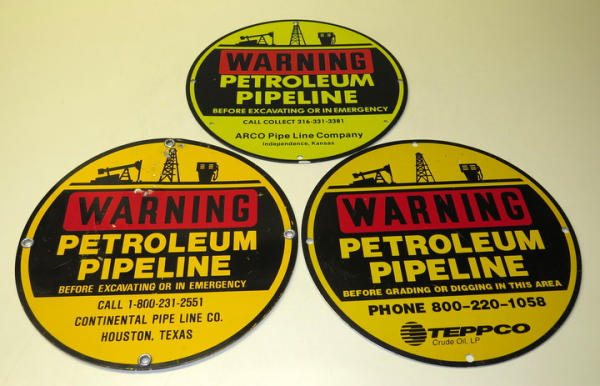 WARNING
PETROLEUM
PIPELINE
BEFORE EXCAVATING OR IN EMERGENCY
CALL COLLECT 316-331-3381
ARCO Pipe Line Company
Independence, Kansas
WARNING
PETROLEUM
PIPELINE
BEFORE EXCAVATING OR IN EMERGENCY
CALL 1-800-231-2551
CONTINENTAL PIPE LINE CO.
HOUSTON, TEXAS
WARNING
PETROLEUM
PIPELINE
BEFORE GRADING OR DIGGING IN THIS AREA
PHONE 800-220-1058
TEPPCO
Crude Oil, LP